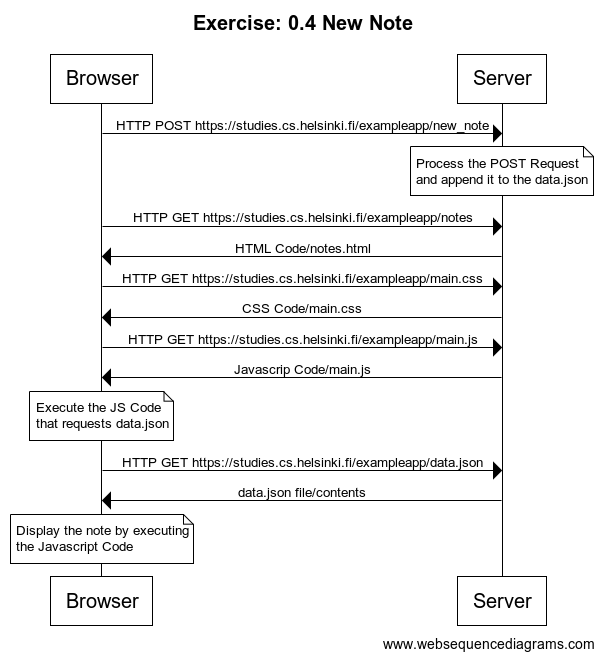 Exercise: 0.4 New Note
Browser
Server
HTTP POST https://studies.cs.helsinki.fi/exampleapp/new_note
Process the POST Request
and append it to the data.json
HTTP GET https://studies.cs.helsinki.fi/exampleapp/notes
HTML Code/notes.html
HTTP GET https://studies.cs.helsinki.fi/exampleapp/main.css
CSS Code/main.css
HTTP GET https://studies.cs.helsinki.fi/exampleapp/main.js
Javascrip Code/main.js
Execute the JS Code
that requests data.json
HTTP GET https://studies.cs.helsinki.fi/exampleapp/data.json
data.json file/contents
Display the note by executing
the Javascript Code
Browser
Server
www.websequencediagrams.com